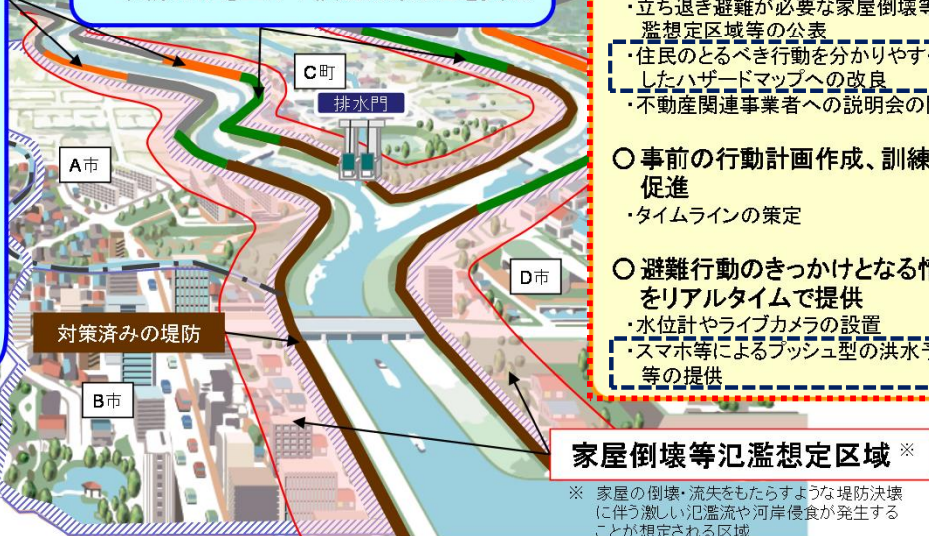 C町
排水門
A市
D市
対策済みの堤防
B市
・立ち退き避難が必要な家屋倒壊等
濫想定区域等の公表
・住民のとるべき行動を分かりやす
したハザードマップへの改良
・不動産関連事業者への説明会の
○事前の行動計画作成、訓練
促進
・タイムラインの策定
○避難行動のきっかけとなる
をリアルタイムで提供
・水位計やライブカメラの設置
・スマホ等によるプッシュ型の洪水
等の提供
家屋倒壊等氾濫想定区域※
※ 家屋の倒壊・流失をもたらすような堤防決壊
に伴う激しい氾濫流や河岸侵食が発生する
ことが想定される区域